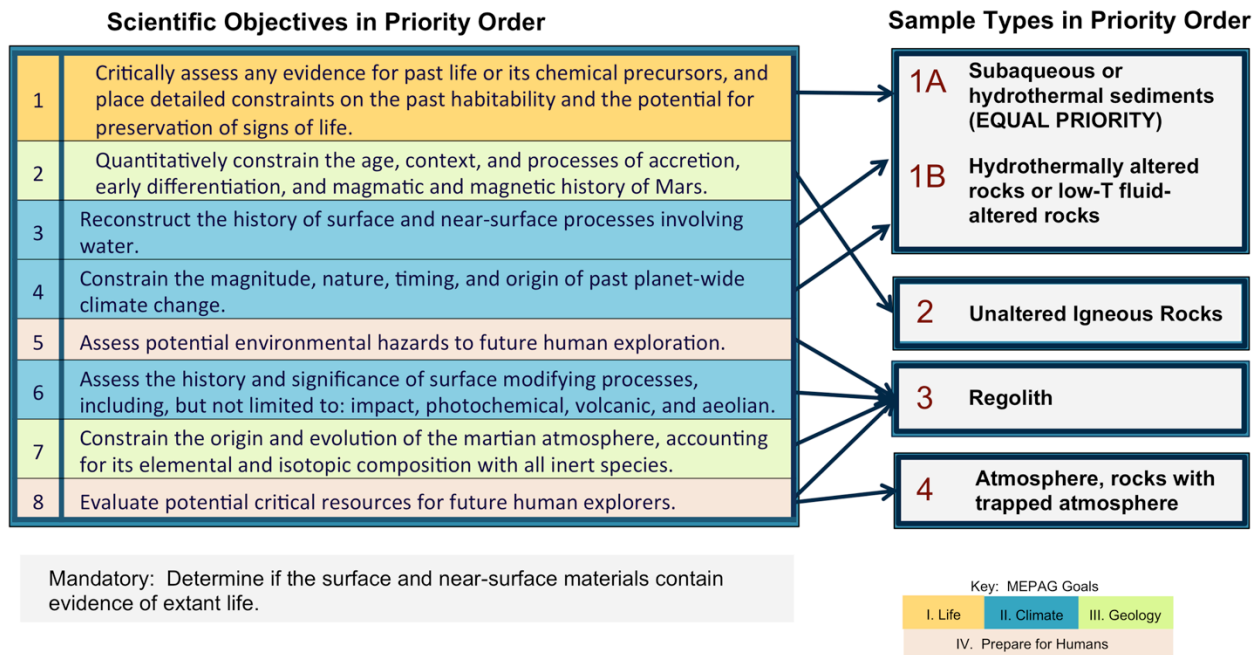 Scientific Objectives in Priority Order
1
Critically assess any evidence for past life or its chemical precursors, and
place detailed constraints on the past habitability and the potential for
preservation of signs of life.
2
Quantitatively constrain the age, context, and processes of accretion,
early differentiation, and magmatic and magnetic history of Mars.
3
Reconstruct the history of surface and near-surface processes involving
water.
4
Constrain the magnitude, nature, timing, and origin of past planet-wide
climate change.
5
Assess potential environmental hazards to future human exploration.
6
Assess the history and significance of surface modifying processes,
including, but not limited to: impact, photochemical, volcanic, and aeolian.
7
Constrain the origin and evolution of the martian atmosphere, accounting
for its elemental and isotopic composition with all inert species.
8
Evaluate potential critical resources for future human explorers.
Mandatory: Determine if the surface and near-surface materials contain
evidence of extant life.
Sample Types in Priority Order
1A
Subaqueous or
hydrothermal sediments
(EQUAL PRIORITY)
1B
Hydrothermally altered
rocks or low-T fluid-
altered rocks
2
Unaltered Igneous Rocks
3
Regolith
4
Atmosphere, rocks with
trapped atmosphere
Key: MEPAG Goals
I. Life
II. Climate
III. Geology
IV. Prepare for Humans